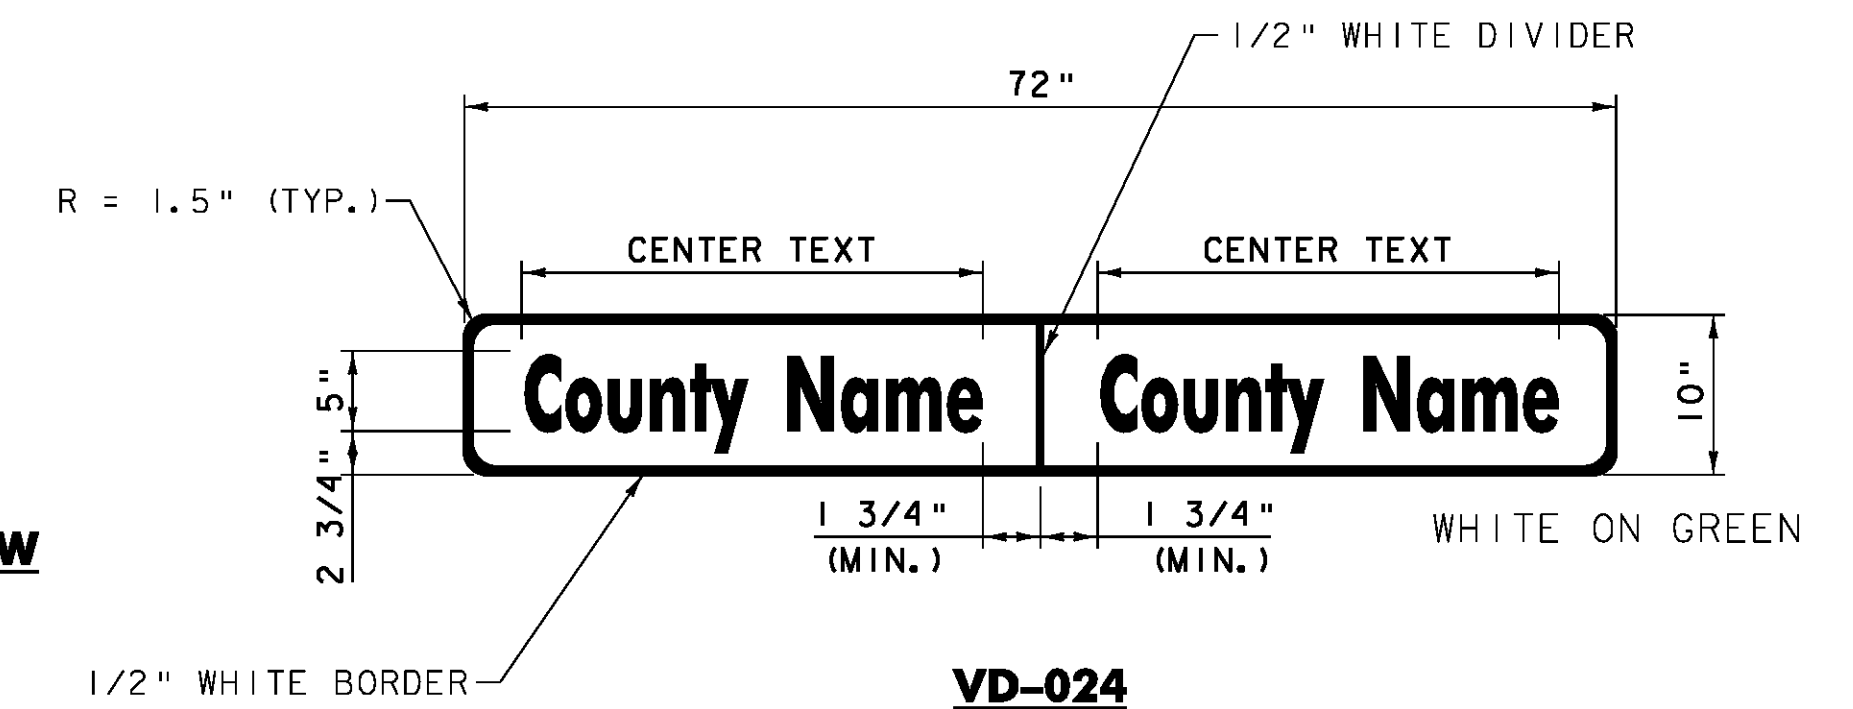 1/2" WHITE DIVIDER
72"
R = 1.5" (TYP.)
CENTER TEXT CENTER TEXT
County Name County Name
5"
10"
2 3/4"
1 3/4" 1 3/4"
(MIN.) (MIN.)
WHITE ON GREEN
W
1/2" WHITE BORDER
VD-024